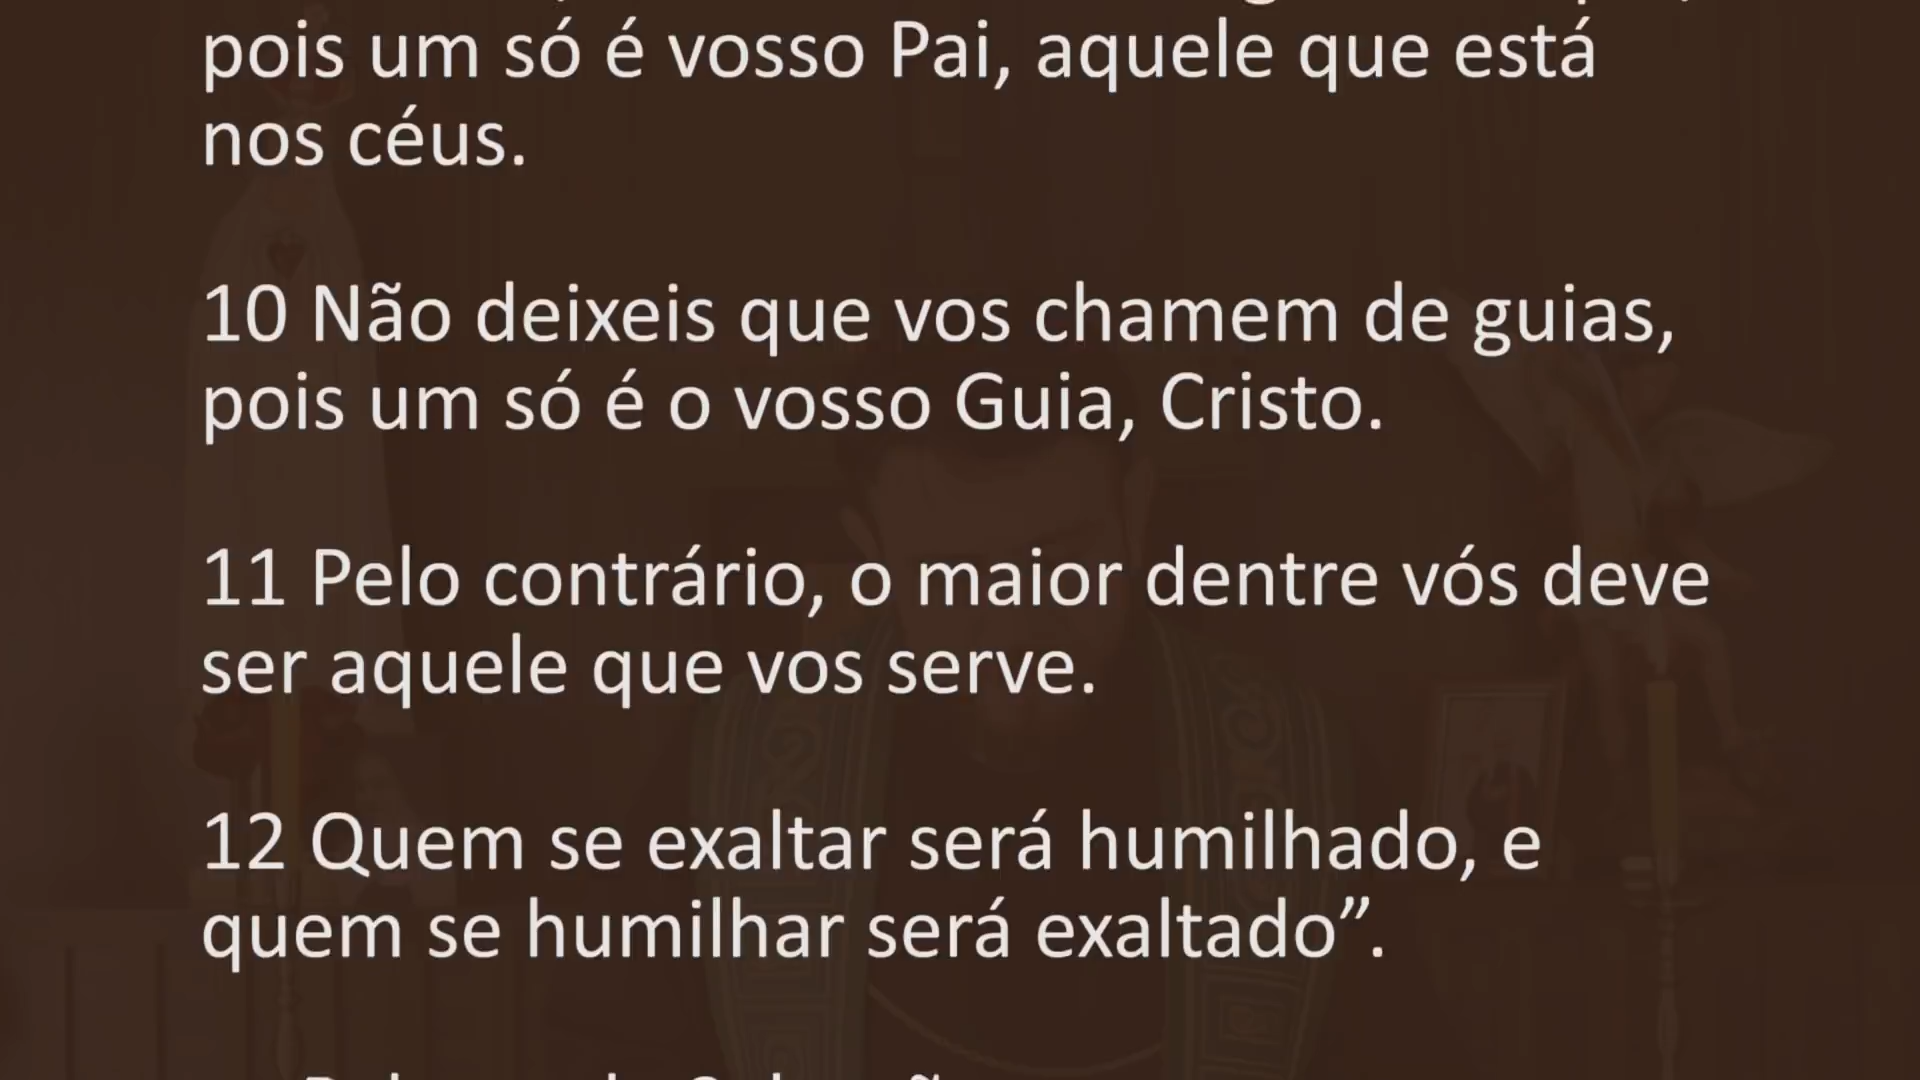 pois um só é vosso Pai, aquele que está
nos céus.
10 Não deixeis que vos chamem de guias,
pois um só é o vosso Guia, Cristo.
11 Pelo contrário, o maior dentre vós deve
ser aquele que vos serve.
12 Quem se exaltar será humilhado, e
quem se humilhar será exaltado”.